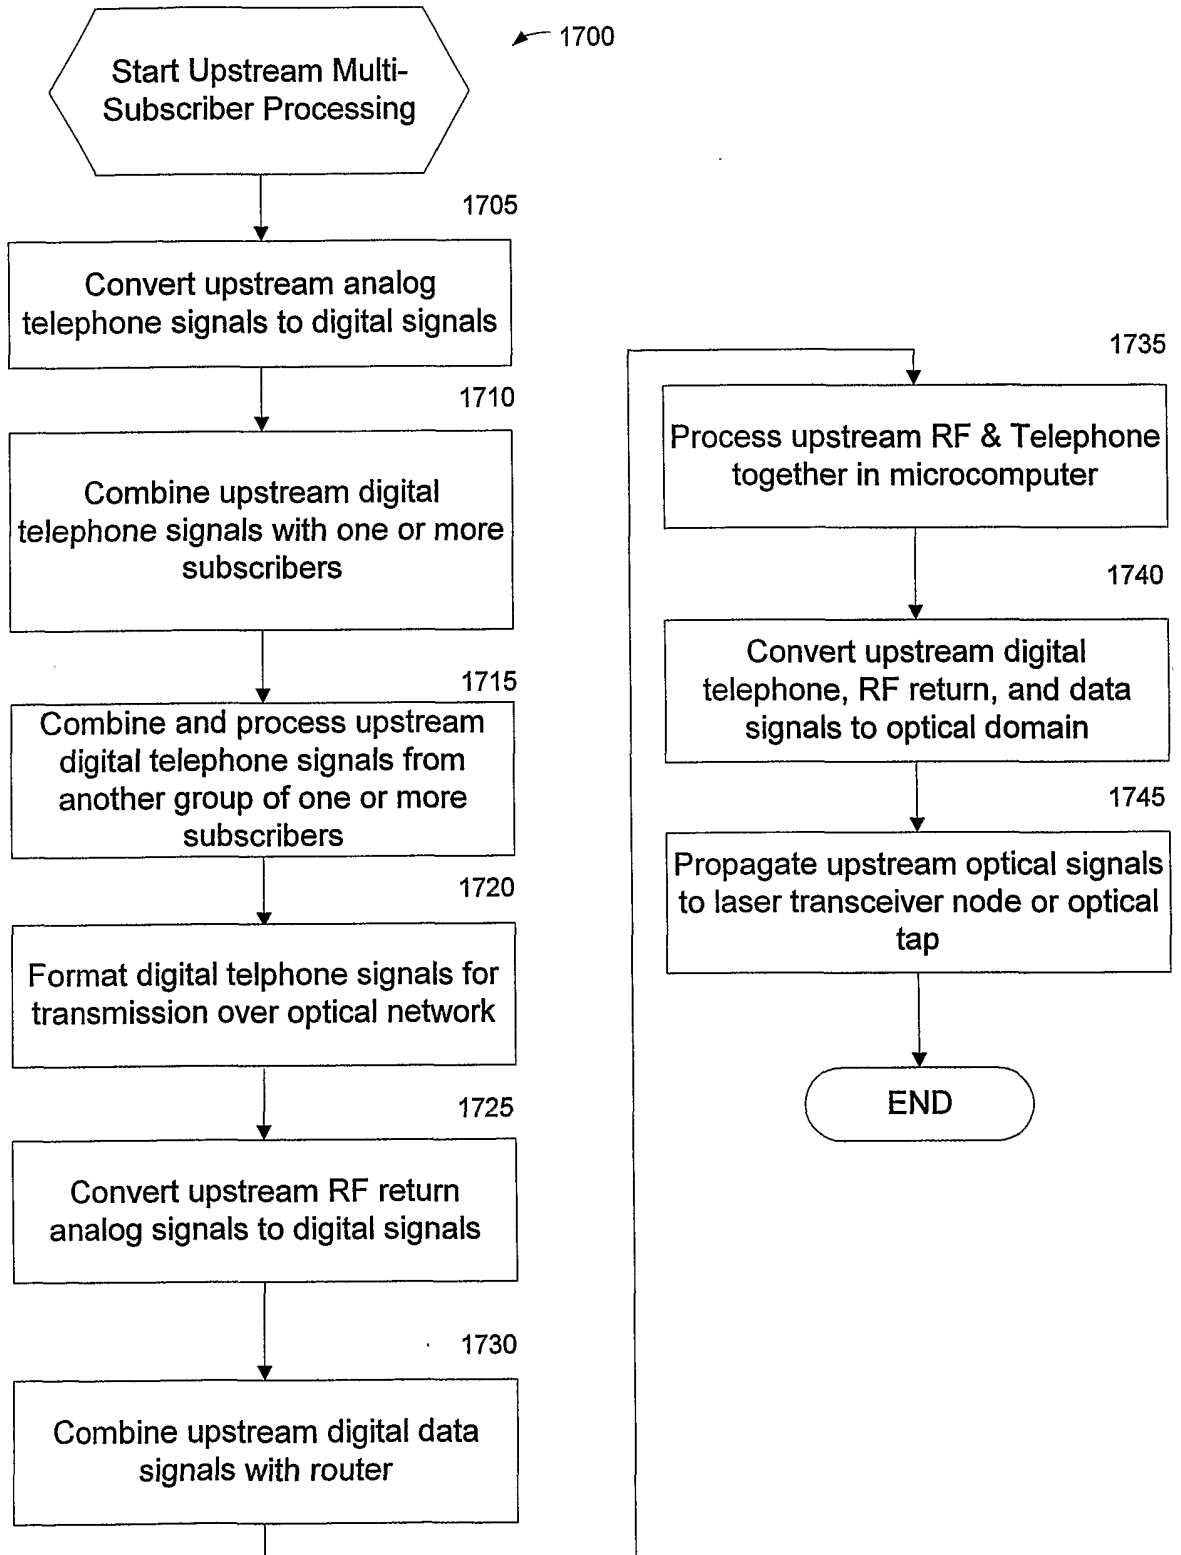 1700
Start Upstream Multi-
Subscriber Processing
1705
Convert upstream analog
telephone signals to digital signals
1710
Combine upstream digital
telephone signals with one or more
subscribers
1715
Combine and process upstream
digital telephone signals from
another group of one or more
subscribers
1720
Format digital telphone signals for
transmission over optical network
1725
Convert upstream RF return
analog signals to digital signals
1730
Combine upstream digital data
signals with router
1735
Process upstream RF & Telephone
together in microcomputer
1740
Convert upstream digital
telephone, RF return, and data
signals to optical domain
1745
Propagate upstream optical signals
to laser transceiver node or optical
tap
END